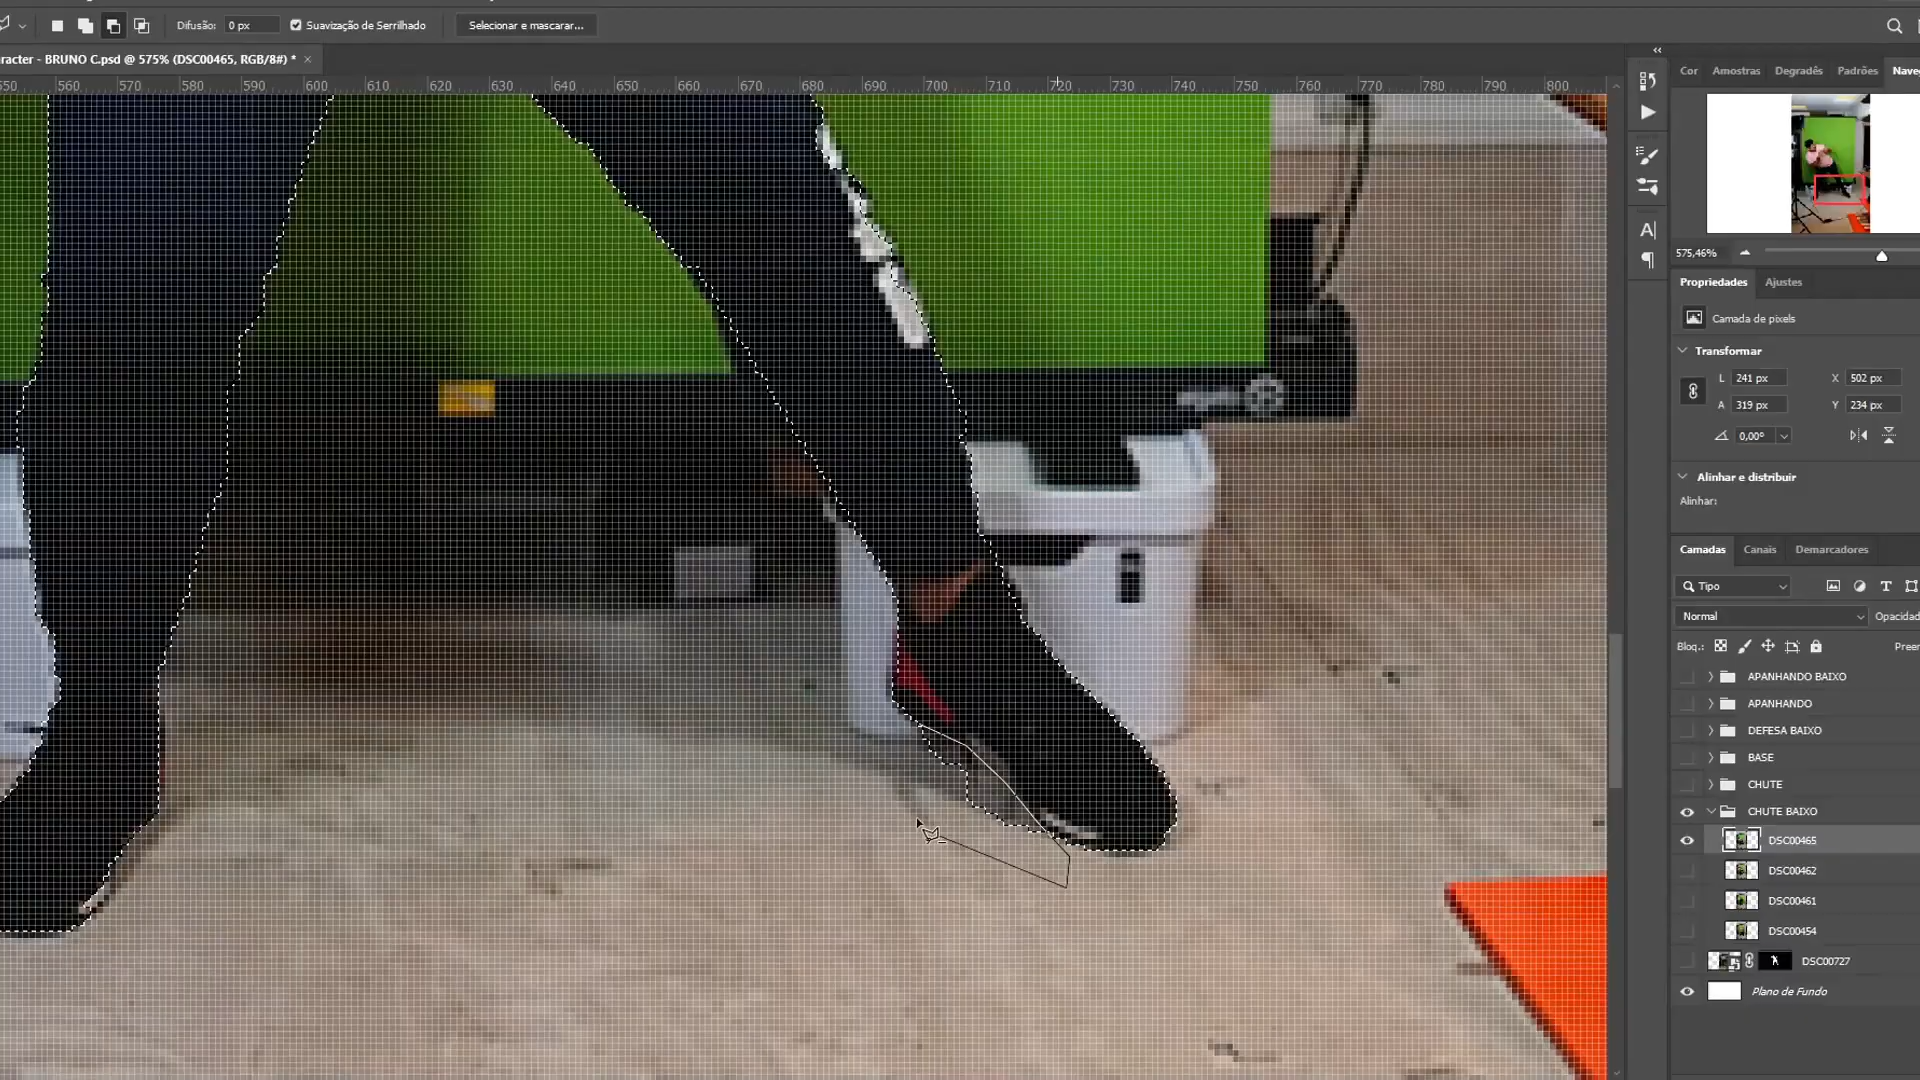 Difusão: 0 px Suavização de Serrilhado Selecionar e mascarar...
aracter - BRUNO C.psd @ 575% (DSC00465, RGB/8#) * ×
550 560 570 580 590 600 610 620 630 640 650 660 670 680 690 700 710 720 730 740 750 760 770 780 790 800
Cor Amostras Degradês Padrões Nave
575,46%
Propriedades Ajustes
Camada de pixels
Transformar
L 241 px X 502 px
A 319 px Y 234 px
0,00°
Alinhar e distribuir
Alinhar:
Camadas Canais Demarcadores
Tipo
Normal Opacidad
Bloq.: Preer
APANHANDO BAIXO
APANHANDO
DEFESA BAIXO
BASE
CHUTE
CHUTE BAIXO
DSC00465
DSC00462
DSC00461
DSC00454
DSC00727
Plano de Fundo